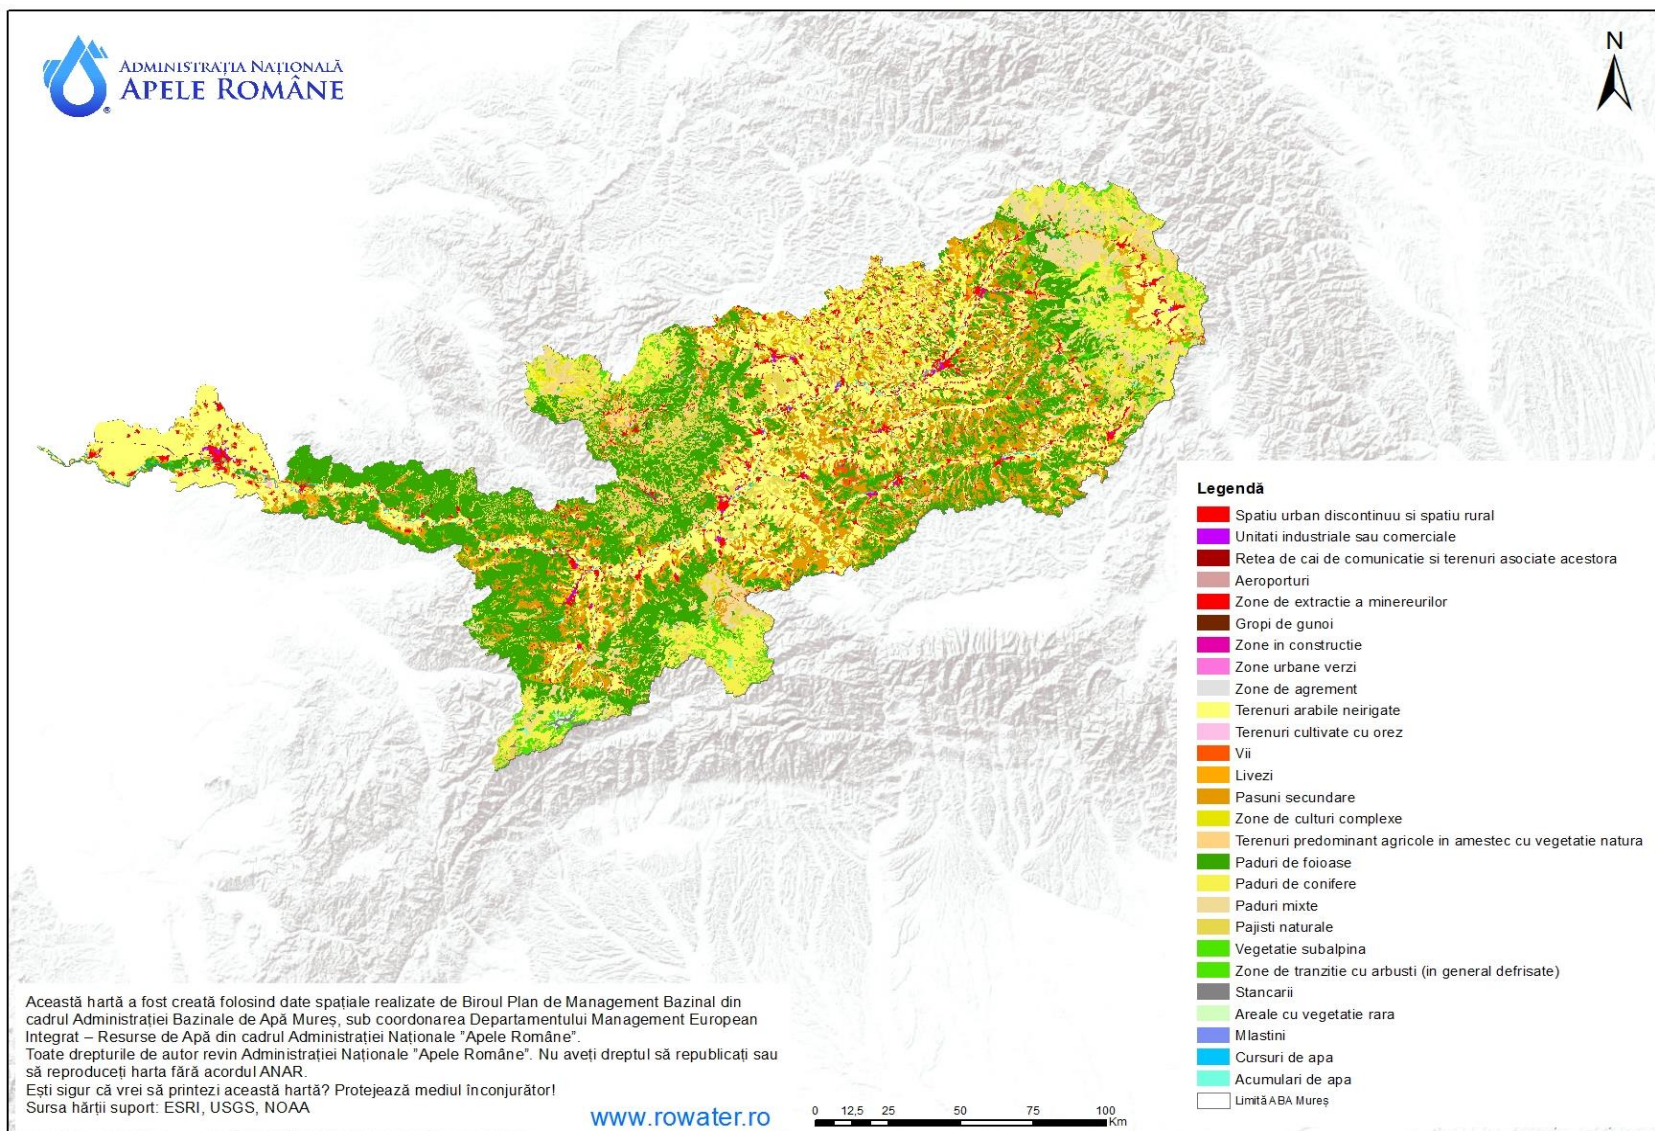 N
ADMINISTRAȚIA NAȚIONALĂ
APELE ROMÂNE
®
Legendă
Spatiu urban discontinuu si spatiu rural
Unitati industriale sau comerciale
Retea de cai de comunicatie si terenuri asociate acestora
Aeroporturi
Zone de extractie a minereurilor
Gropi de gunoi
Zone in constructie
Zone urbane verzi
Zone de agrement
Terenuri arabile neirigate
Terenuri cultivate cu orez
Vii
Livezi
Pasuni secundare
Zone de culturi complexe
Terenuri predominant agricole in amestec cu vegetatie natura
Paduri de foioase
Paduri de conifere
Paduri mixte
Pajisti naturale
Vegetatie subalpina
Zone de tranzitie cu arbusti (in general defrisate)
Stancarii
Areale cu vegetatie rara
Mlastini
Cursuri de apa
Acumulari de apa
Limită ABA Mureș
Această hartă a fost creată folosind date spațiale realizate de Biroul Plan de Management Bazinal din
cadrul Administrației Bazinale de Apă Mureș, sub coordonarea Departamentului Management European
Integrat – Resurse de Apă din cadrul Administrației Naționale "Apele Române".
Toate drepturile de autor revin Administrației Naționale "Apele Române". Nu aveți dreptul să republicați sau
să reproduceți harta fără acordul ANAR.
Ești sigur că vrei să printezi această hartă? Protejează mediul înconjurător!
Sursa hărții suport: ESRI, USGS, NOAA
www.rowater.ro
0 12,5 25 50 75 100
Km